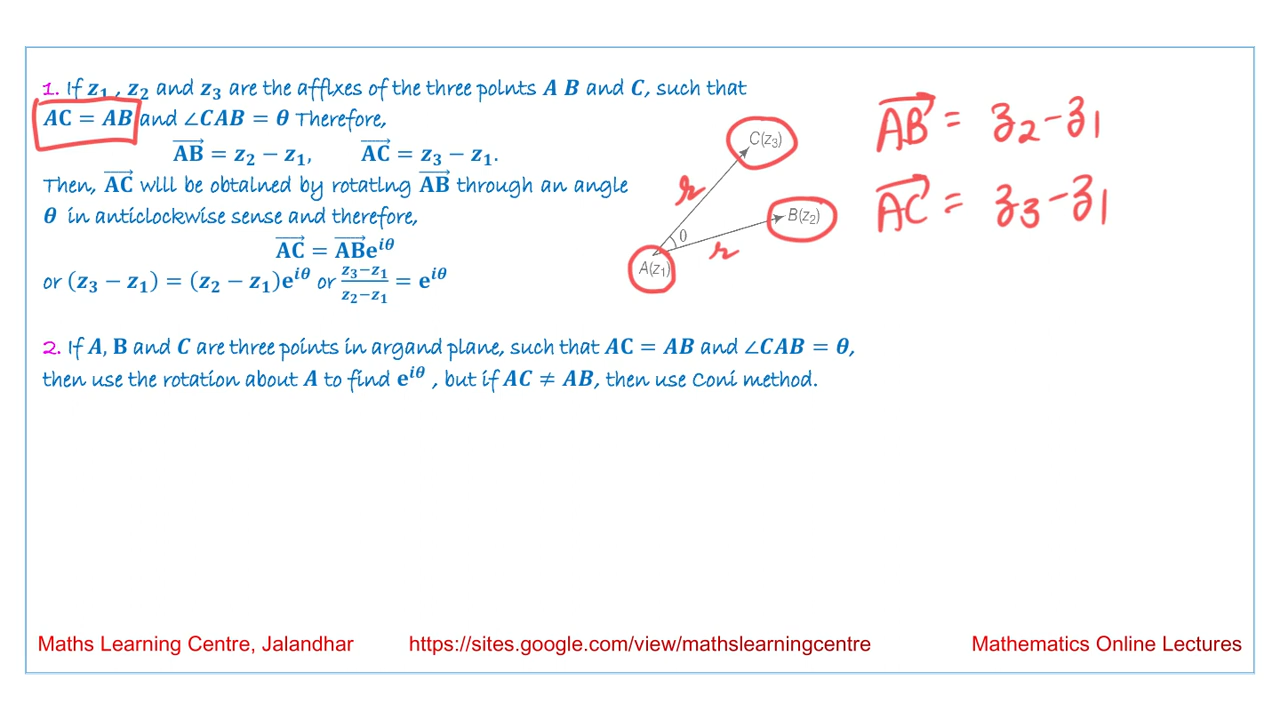 1. If z₁ , z₂ and z₃ are the affixes of the three points A B and C, such that
AC = AB and ∠CAB = θ Therefore,
AB⃗ = z₂ − z₁, AC⃗ = z₃ − z₁.
Then, AC⃗ will be obtained by rotating AB⃗ through an angle
θ in anticlockwise sense and therefore,
AC⃗ = AB⃗e^{iθ}
or (z₃ − z₁) = (z₂ − z₁)e^{iθ} or (z₃−z₁)/(z₂−z₁) = e^{iθ}
C(z₃)
r
B(z₂)
θ
r
A(z₁)
AB⃗ = z₂ − z₁
AC⃗ = z₃ − z₁
2. If A, B and C are three points in argand plane, such that AC = AB and ∠CAB = θ,
then use the rotation about A to find e^{iθ} , but if AC ≠ AB, then use Coni method.
Maths Learning Centre, Jalandhar https://sites.google.com/view/mathslearningcentre Mathematics Online Lectures